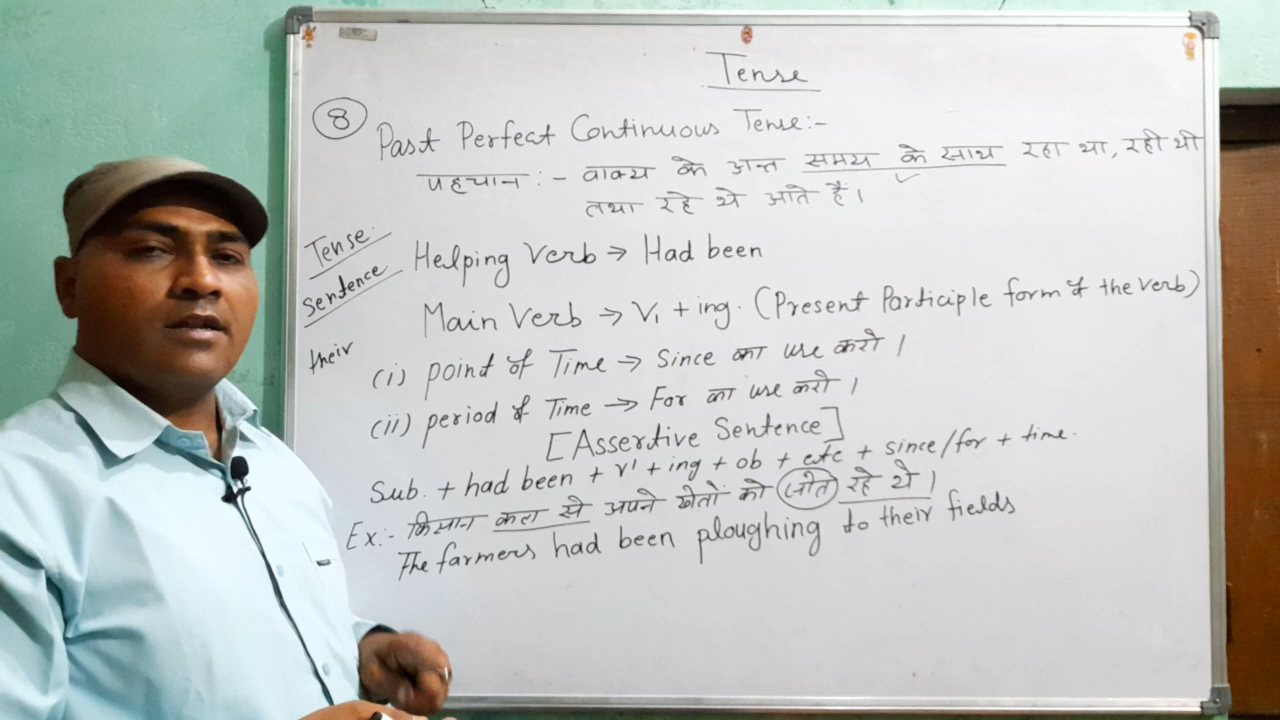 Tense
8 Past Perfect Continuous Tense:-
पहचान :- वाक्य के अन्त समय के साथ रहा था, रही थी
तथा रहे थे आते हैं।
Tense.
Sentence
their
Helping Verb → Had been
Main Verb → V₁ + ing. (Present Participle form of the verb)
(i) point of Time → Since का use करो ।
(ii) period of Time → For का use करो ।
[Assertive Sentence]
Sub. + had been + v¹ + ing + ob + etc + since/for + time.
Ex:- किसान कल से अपने खेतों को जोत रहे थे।
The farmers had been ploughing to their fields